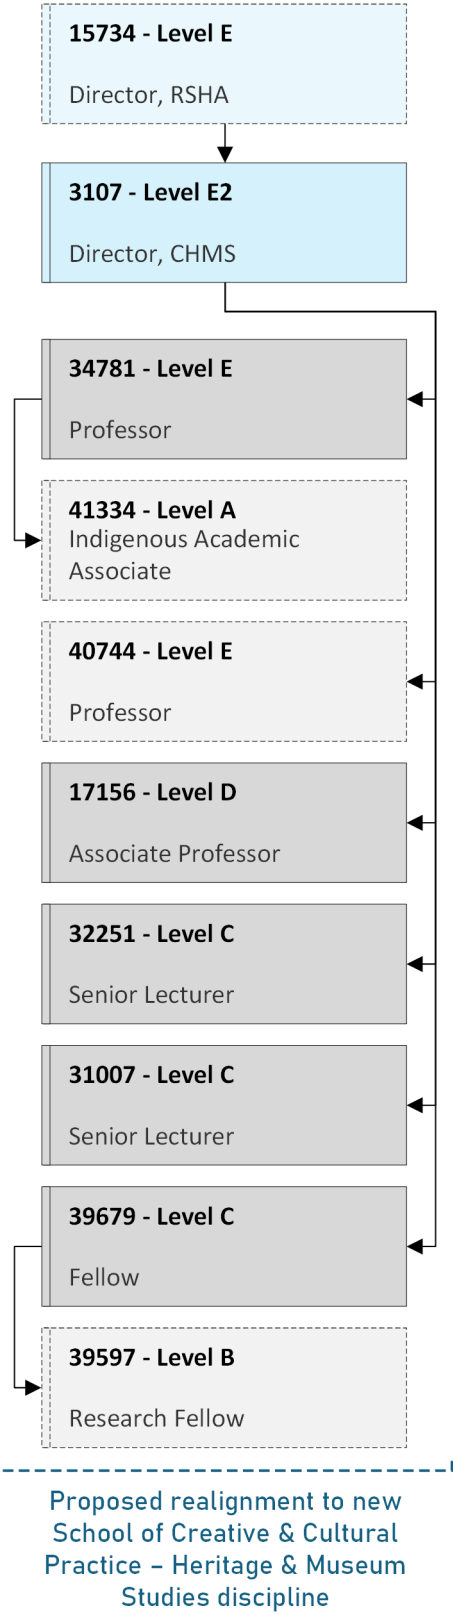 15734 - Level E
Director, RSHA
3107 - Level E2
Director, CHMS
34781 - Level E
Professor
41334 - Level A
Indigenous Academic
Associate
40744 - Level E
Professor
17156 - Level D
Associate Professor
32251 - Level C
Senior Lecturer
31007 - Level C
Senior Lecturer
39679 - Level C
Fellow
39597 - Level B
Research Fellow
Proposed realignment to new
School of Creative & Cultural
Practice – Heritage & Museum
Studies discipline